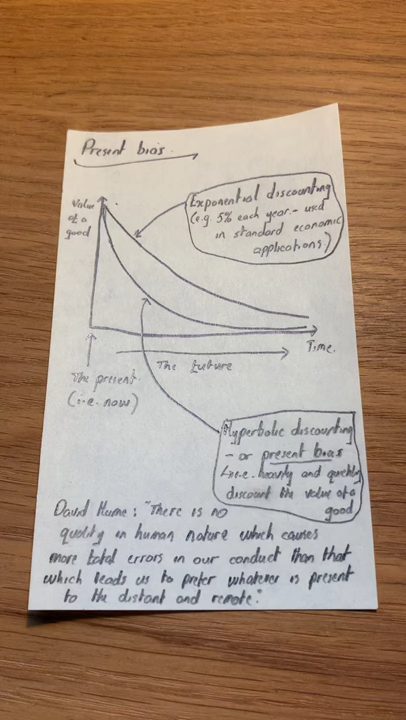 Present bias.
Value
of a
good
Exponential discounting
(e.g. 5% each year - used
in standard economic
applications.)
Time.
The future
The present
(i.e. now)
Hyperbolic discounting
- or present bias
i.e. heavily and quickly
discount the value of a
good
David Hume: "There is no
quality in human nature which causes
more fatal errors in our conduct than that
which leads us to prefer whatever is present
to the distant and remote."